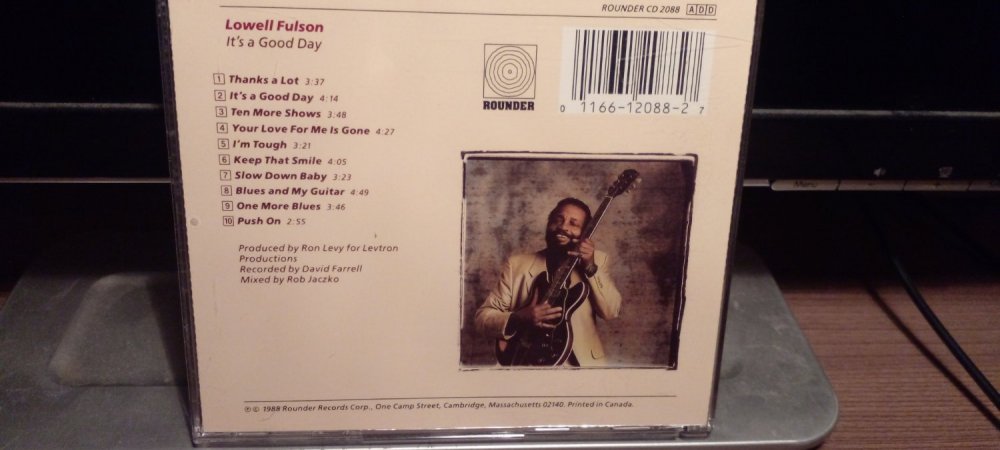 ROUNDER CD 2088 ADD
Lowell Fulson
It's a Good Day
1 Thanks a Lot 3:37
2 It's a Good Day 4:14
3 Ten More Shows 3:48
4 Your Love For Me Is Gone 4:27
5 I'm Tough 3:21
6 Keep That Smile 4:05
7 Slow Down Baby 3:23
8 Blues and My Guitar 4:49
9 One More Blues 3:46
10 Push On 2:55
ROUNDER
0 1166-12088-2 7
Produced by Ron Levy for Levtron
Productions
Recorded by David Farrell
Mixed by Rob Jaczko
℗ © 1988 Rounder Records Corp., One Camp Street, Cambridge, Massachusetts 02140. Printed in Canada.
Menu